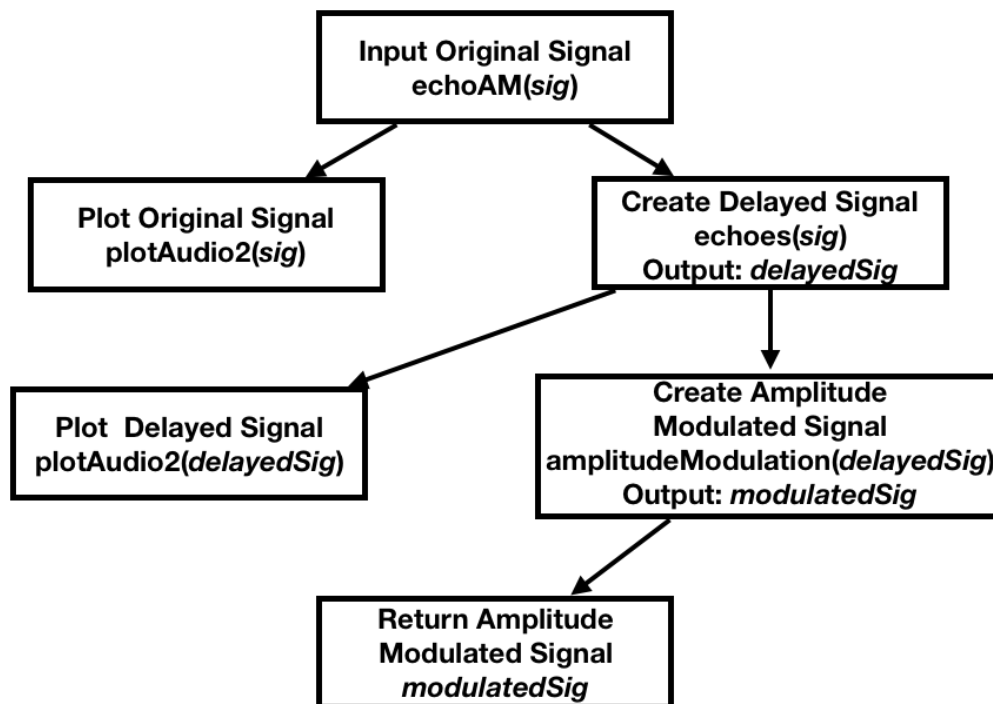 Input Original Signal
echoAM(sig)
Plot Original Signal
plotAudio2(sig)
Create Delayed Signal
echoes(sig)
Output: delayedSig
Plot Delayed Signal
plotAudio2(delayedSig)
Create Amplitude
Modulated Signal
amplitudeModulation(delayedSig)
Output: modulatedSig
Return Amplitude
Modulated Signal
modulatedSig